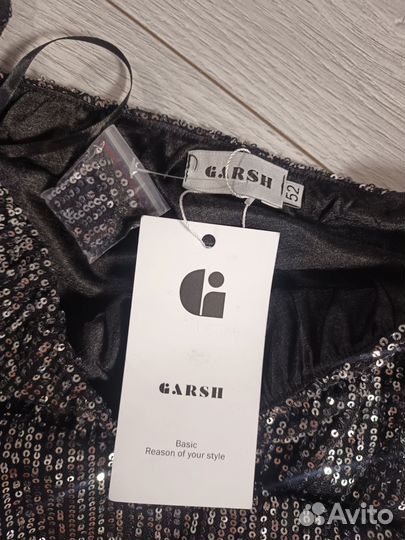 GARSH
52
GARSH
Basic
Reason of your style
Avito